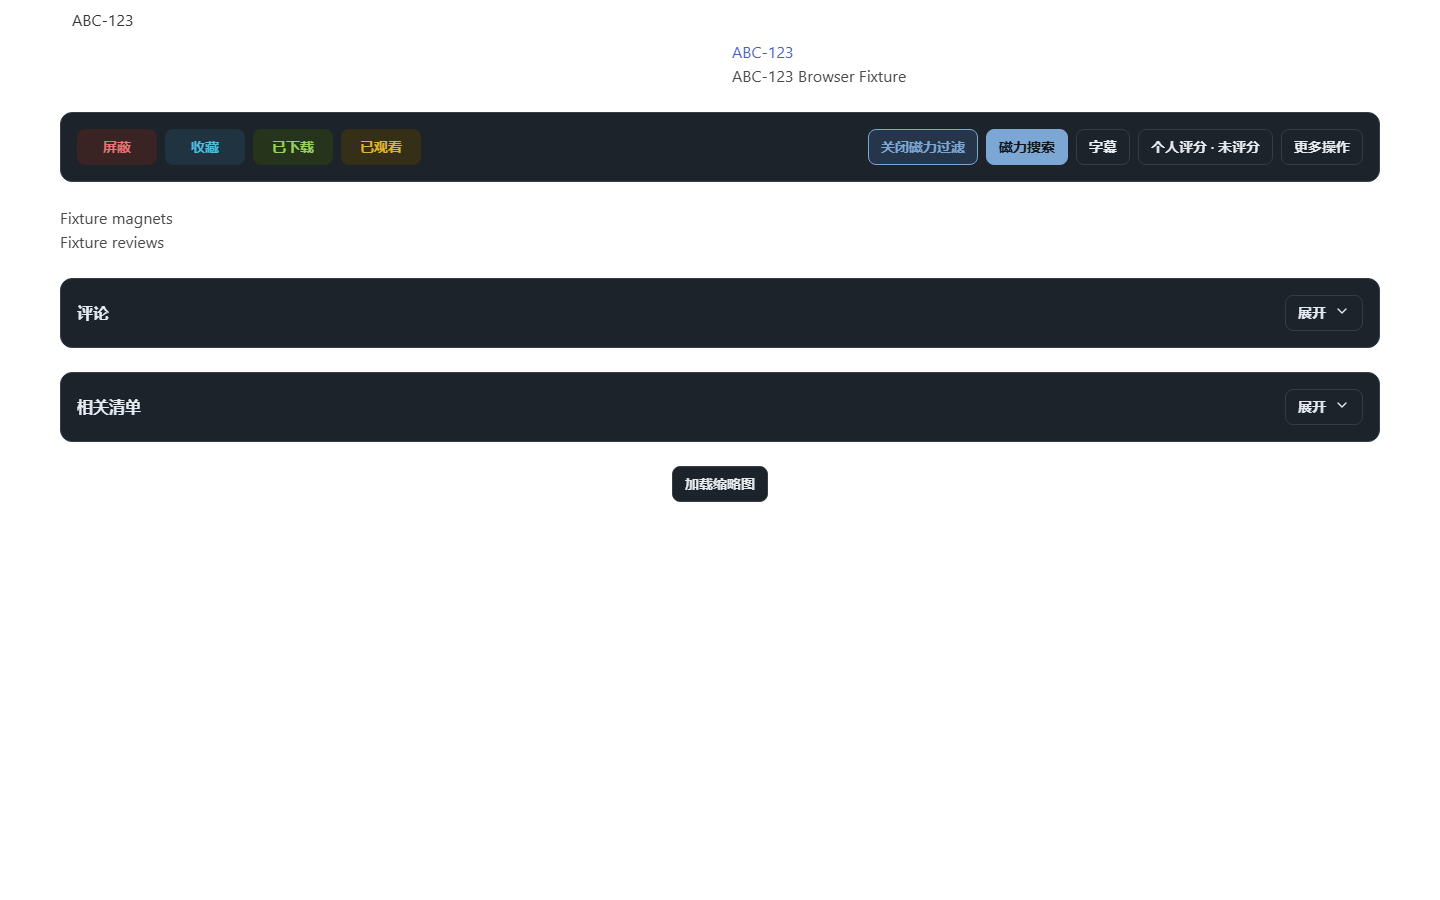 ABC-123
ABC-123
ABC-123 Browser Fixture
屏蔽 收藏 已下载 已观看 关闭磁力过滤 磁力搜索 字幕 个人评分 · 未评分 更多操作
Fixture magnets
Fixture reviews
评论 展开
相关清单 展开
加载缩略图